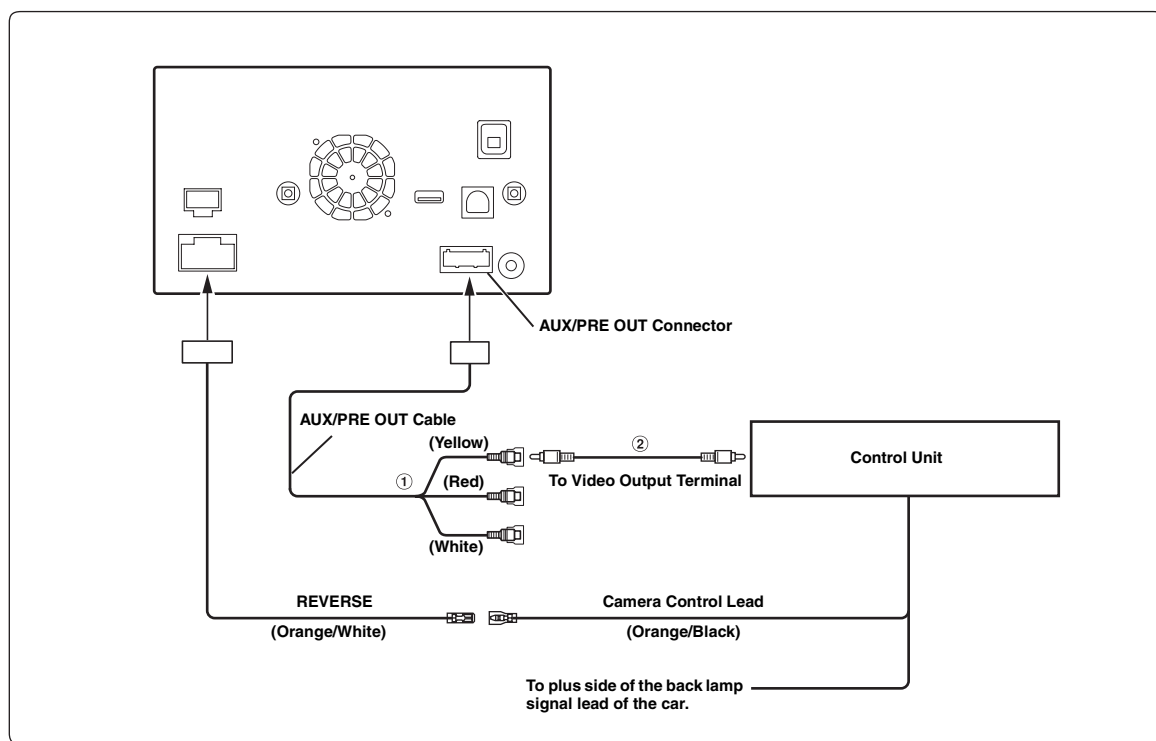 AUX/PRE OUT Connector
AUX/PRE OUT Cable
(Yellow)
②
Control Unit
To Video Output Terminal
①
(Red)
(White)
REVERSE
Camera Control Lead
(Orange/White)
(Orange/Black)
To plus side of the back lamp
signal lead of the car.